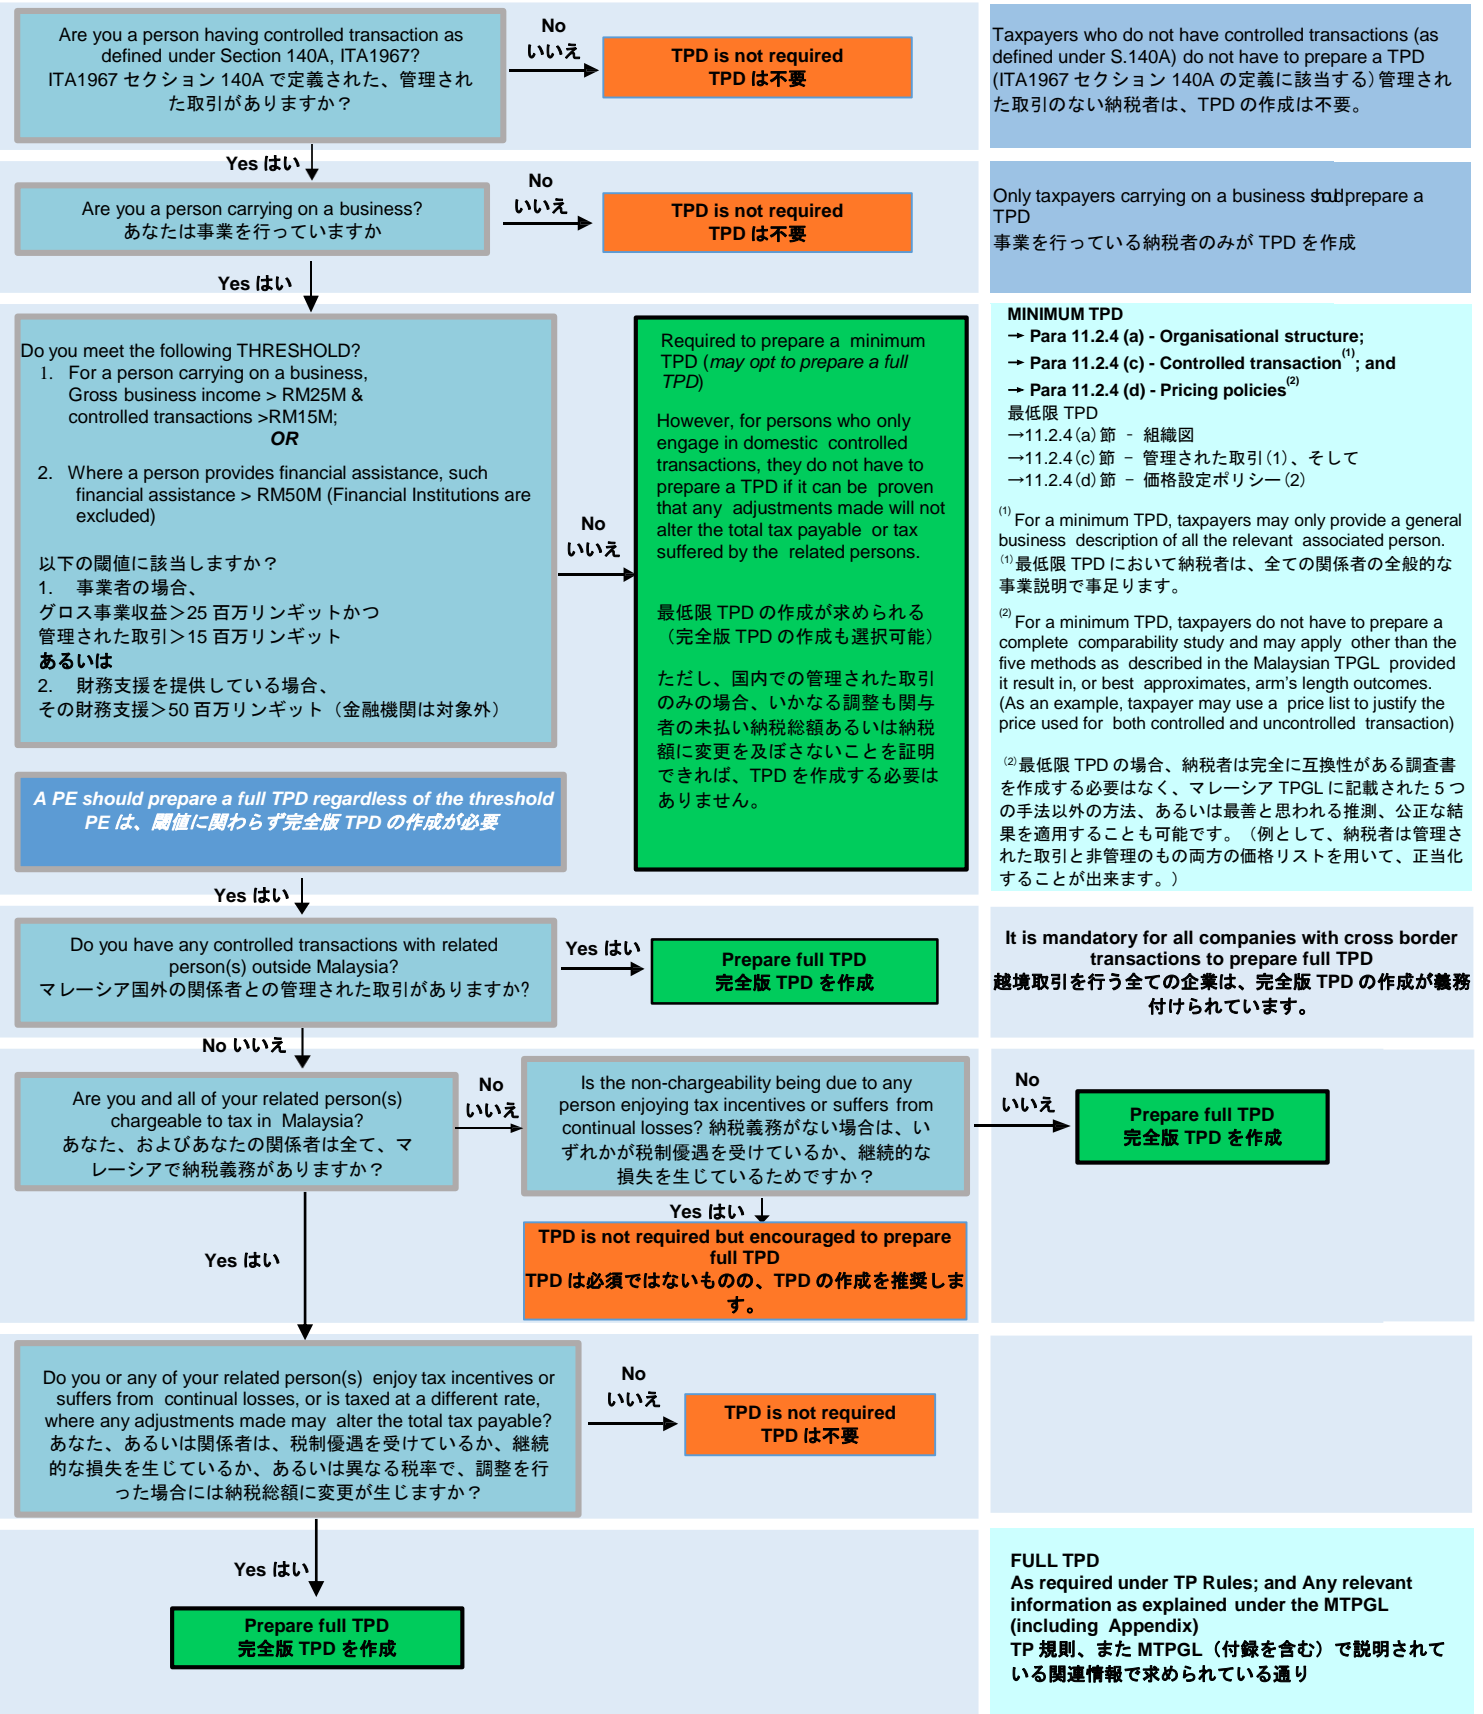 Are you a person having controlled transaction as
defined under Section 140A, ITA1967?
ITA1967 セクション 140A で定義された、管理され
た取引がありますか？
No
いいえ
TPD is not required
TPD は不要
Taxpayers who do not have controlled transactions (as
defined under S.140A) do not have to prepare a TPD
(ITA1967 セクション 140A の定義に該当する)管理され
た取引のない納税者は、TPD の作成は不要。
Yes はい
Are you a person carrying on a business?
あなたは事業を行っていますか
No
いいえ
TPD is not required
TPD は不要
Only taxpayers carrying on a business should prepare a
TPD
事業を行っている納税者のみが TPD を作成
Yes はい
Do you meet the following THRESHOLD?
1. For a person carrying on a business,
Gross business income > RM25M &
controlled transactions >RM15M;
OR
2. Where a person provides financial assistance, such
financial assistance > RM50M (Financial Institutions are
excluded)
以下の閾値に該当しますか？
1. 事業者の場合、
グロス事業収益＞25 百万リンギットかつ
管理された取引＞15 百万リンギット
あるいは
2. 財務支援を提供している場合、
その財務支援＞50 百万リンギット（金融機関は対象外）
No
いいえ
Required to prepare a minimum
TPD (may opt to prepare a full
TPD)
However, for persons who only
engage in domestic controlled
transactions, they do not have to
prepare a TPD if it can be proven
that any adjustments made will not
alter the total tax payable or tax
suffered by the related persons.
最低限 TPD の作成が求められる
（完全版 TPD の作成も選択可能）
ただし、国内での管理された取引
のみの場合、いかなる調整も関与
者の未払い納税総額あるいは納税
額に変更を及ぼさないことを証明
できれば、TPD を作成する必要は
ありません。
MINIMUM TPD
→ Para 11.2.4 (a) - Organisational structure;
→ Para 11.2.4 (c) - Controlled transaction(1); and
→ Para 11.2.4 (d) - Pricing policies(2)
最低限 TPD
→11.2.4(a)節 – 組織図
→11.2.4(c)節 – 管理された取引(1)、そして
→11.2.4(d)節 – 価格設定ポリシー(2)
(1) For a minimum TPD, taxpayers may only provide a general
business description of all the relevant associated person.
(1)最低限 TPD において納税者は、全ての関係者の全般的な
事業説明で事足ります。
(2) For a minimum TPD, taxpayers do not have to prepare a
complete comparability study and may apply other than the
five methods as described in the Malaysian TPGL provided
it result in, or best approximates, arm's length outcomes.
(As an example, taxpayer may use a price list to justify the
price used for both controlled and uncontrolled transaction)
(2)最低限 TPD の場合、納税者は完全に互換性がある調査書
を作成する必要はなく、マレーシア TPGL に記載された 5 つ
の手法以外の方法、あるいは最善と思われる推測、公正な結
果を適用することも可能です。（例として、納税者は管理さ
れた取引と非管理のもの両方の価格リストを用いて、正当化
することが出来ます。）
A PE should prepare a full TPD regardless of the threshold
PE は、閾値に関わらず完全版 TPD の作成が必要
Yes はい
Do you have any controlled transactions with related
person(s) outside Malaysia?
マレーシア国外の関係者との管理された取引がありますか?
Yes はい
Prepare full TPD
完全版 TPD を作成
It is mandatory for all companies with cross border
transactions to prepare full TPD
越境取引を行う全ての企業は、完全版 TPD の作成が義務
付けられています。
No いいえ
Are you and all of your related person(s)
chargeable to tax in Malaysia?
あなた、およびあなたの関係者は全て、マ
レーシアで納税義務がありますか？
No
いいえ
Is the non-chargeability being due to any
person enjoying tax incentives or suffers from
continual losses? 納税義務がない場合は、い
ずれかが税制優遇を受けているか、継続的な
損失を生じているためですか？
No
いいえ
Prepare full TPD
完全版 TPD を作成
Yes はい
TPD is not required but encouraged to prepare
full TPD
TPD は必須ではないものの、TPD の作成を推奨しま
す。
Yes はい
Do you or any of your related person(s) enjoy tax incentives or
suffers from continual losses, or is taxed at a different rate,
where any adjustments made may alter the total tax payable?
あなた、あるいは関係者は、税制優遇を受けているか、継続
的な損失を生じているか、あるいは異なる税率で、調整を行
った場合には納税総額に変更が生じますか？
No
いいえ
TPD is not required
TPD は不要
Yes はい
Prepare full TPD
完全版 TPD を作成
FULL TPD
As required under TP Rules; and Any relevant
information as explained under the MTPGL
(including Appendix)
TP 規則、また MTPGL（付録を含む）で説明されて
いる関連情報で求められている通り